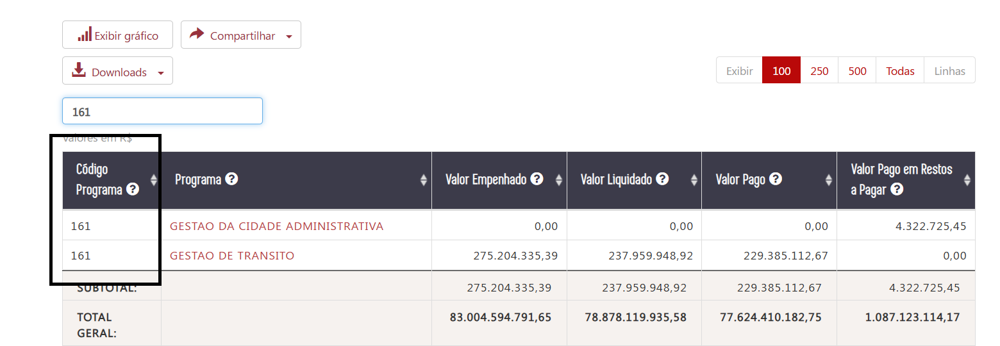 Exibir gráfico Compartilhar
Downloads Exibir 100 250 500 Todas Linhas
161
Valores em R$
Código Programa ? Programa ? Valor Empenhado ? Valor Liquidado ? Valor Pago ? Valor Pago em Restos a Pagar ?
161 GESTAO DA CIDADE ADMINISTRATIVA 0,00 0,00 0,00 4.322.725,45
161 GESTAO DE TRANSITO 275.204.335,39 237.959.948,92 229.385.112,67 0,00
SUBTOTAL: 275.204.335,39 237.959.948,92 229.385.112,67 4.322.725,45
TOTAL GERAL: 83.004.594.791,65 78.878.119.935,58 77.624.410.182,75 1.087.123.114,17